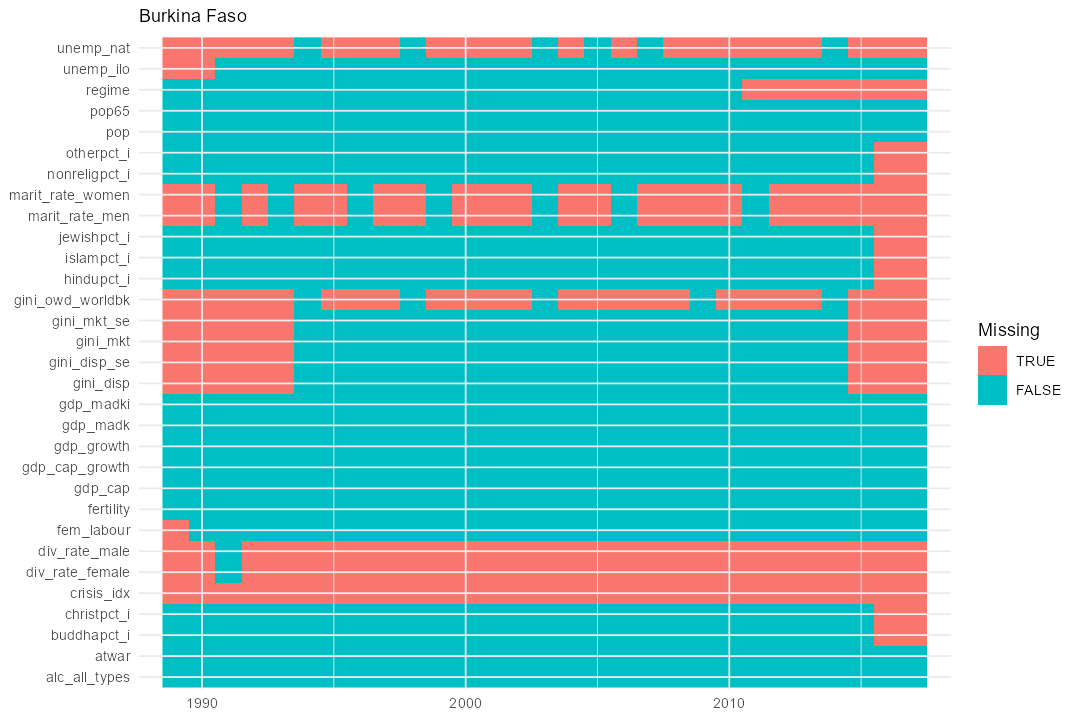 Burkina Faso
unemp_nat
unemp_ilo
regime
pop65
pop
otherpct_i
nonreligpct_i
marit_rate_women
marit_rate_men
jewishpct_i
islampct_i
hindupct_i
gini_owd_worldbk
gini_mkt_se
gini_mkt
gini_disp_se
gini_disp
gdp_madki
gdp_madk
gdp_growth
gdp_cap_growth
gdp_cap
fertility
fem_labour
div_rate_male
div_rate_female
crisis_idx
christpct_i
buddhapct_i
atwar
alc_all_types
1990 2000 2010
Missing
TRUE
FALSE